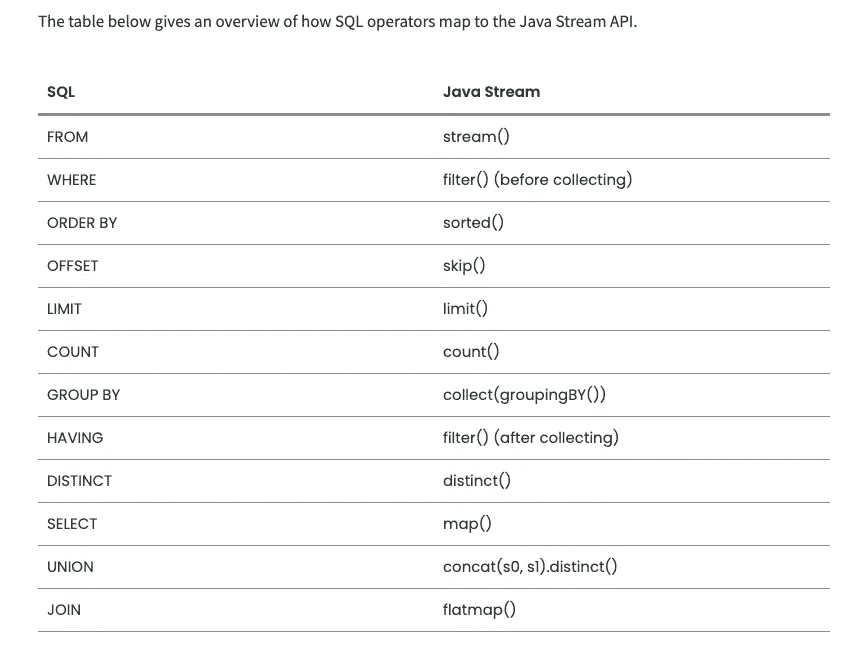 The table below gives an overview of how SQL operators map to the Java Stream API.
SQL Java Stream
FROM stream()
WHERE filter() (before collecting)
ORDER BY sorted()
OFFSET skip()
LIMIT limit()
COUNT count()
GROUP BY collect(groupingBY())
HAVING filter() (after collecting)
DISTINCT distinct()
SELECT map()
UNION concat(s0, s1).distinct()
JOIN flatmap()